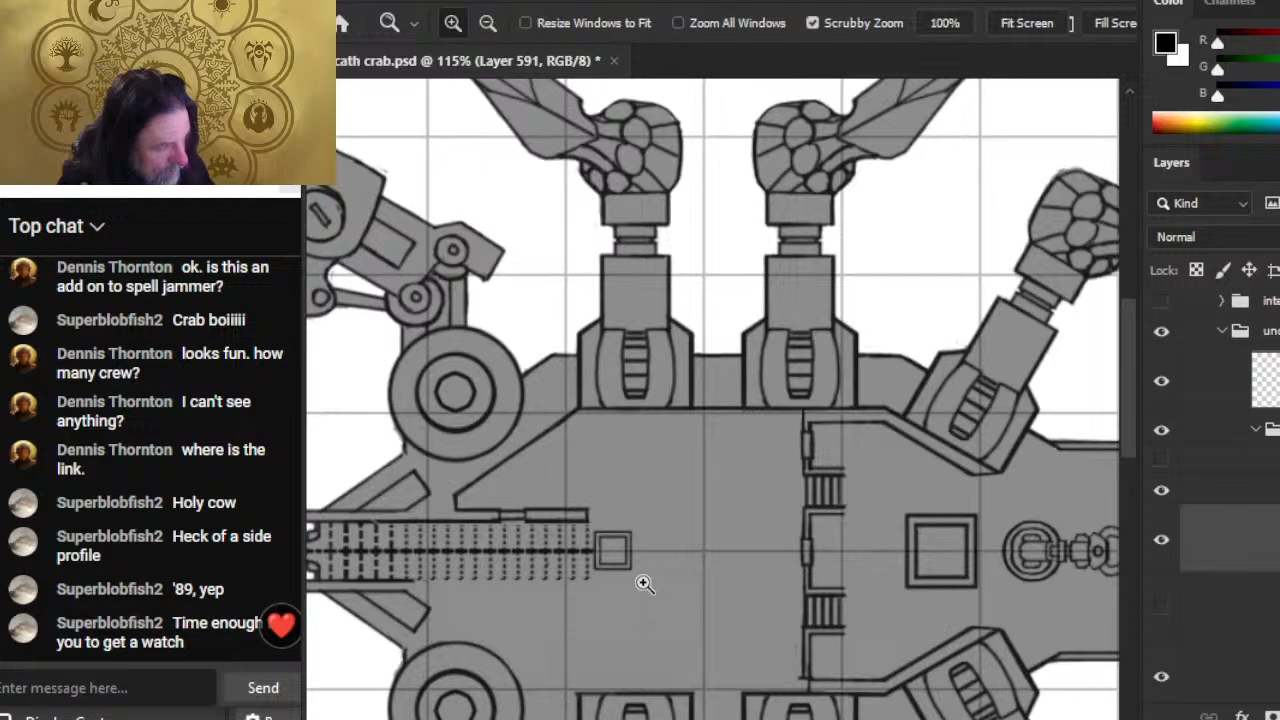 Resize Windows to Fit
Zoom All Windows
Scrubby Zoom
100%
Fit Screen
Fill Scre
Color
Channels
cath crab.psd @ 115% (Layer 591, RGB/8) *
R
G
B
Layers
Kind
Normal
Lock:
inte
und
Top chat
Dennis Thornton ok. is this an
add on to spell jammer?
Superblobfish2 Crab boiiiii
Dennis Thornton looks fun. how
many crew?
Dennis Thornton I can't see
anything?
Dennis Thornton where is the
link.
Superblobfish2 Holy cow
Superblobfish2 Heck of a side
profile
Superblobfish2 '89, yep
Superblobfish2 Time enough
you to get a watch
Enter message here...
Send
fx